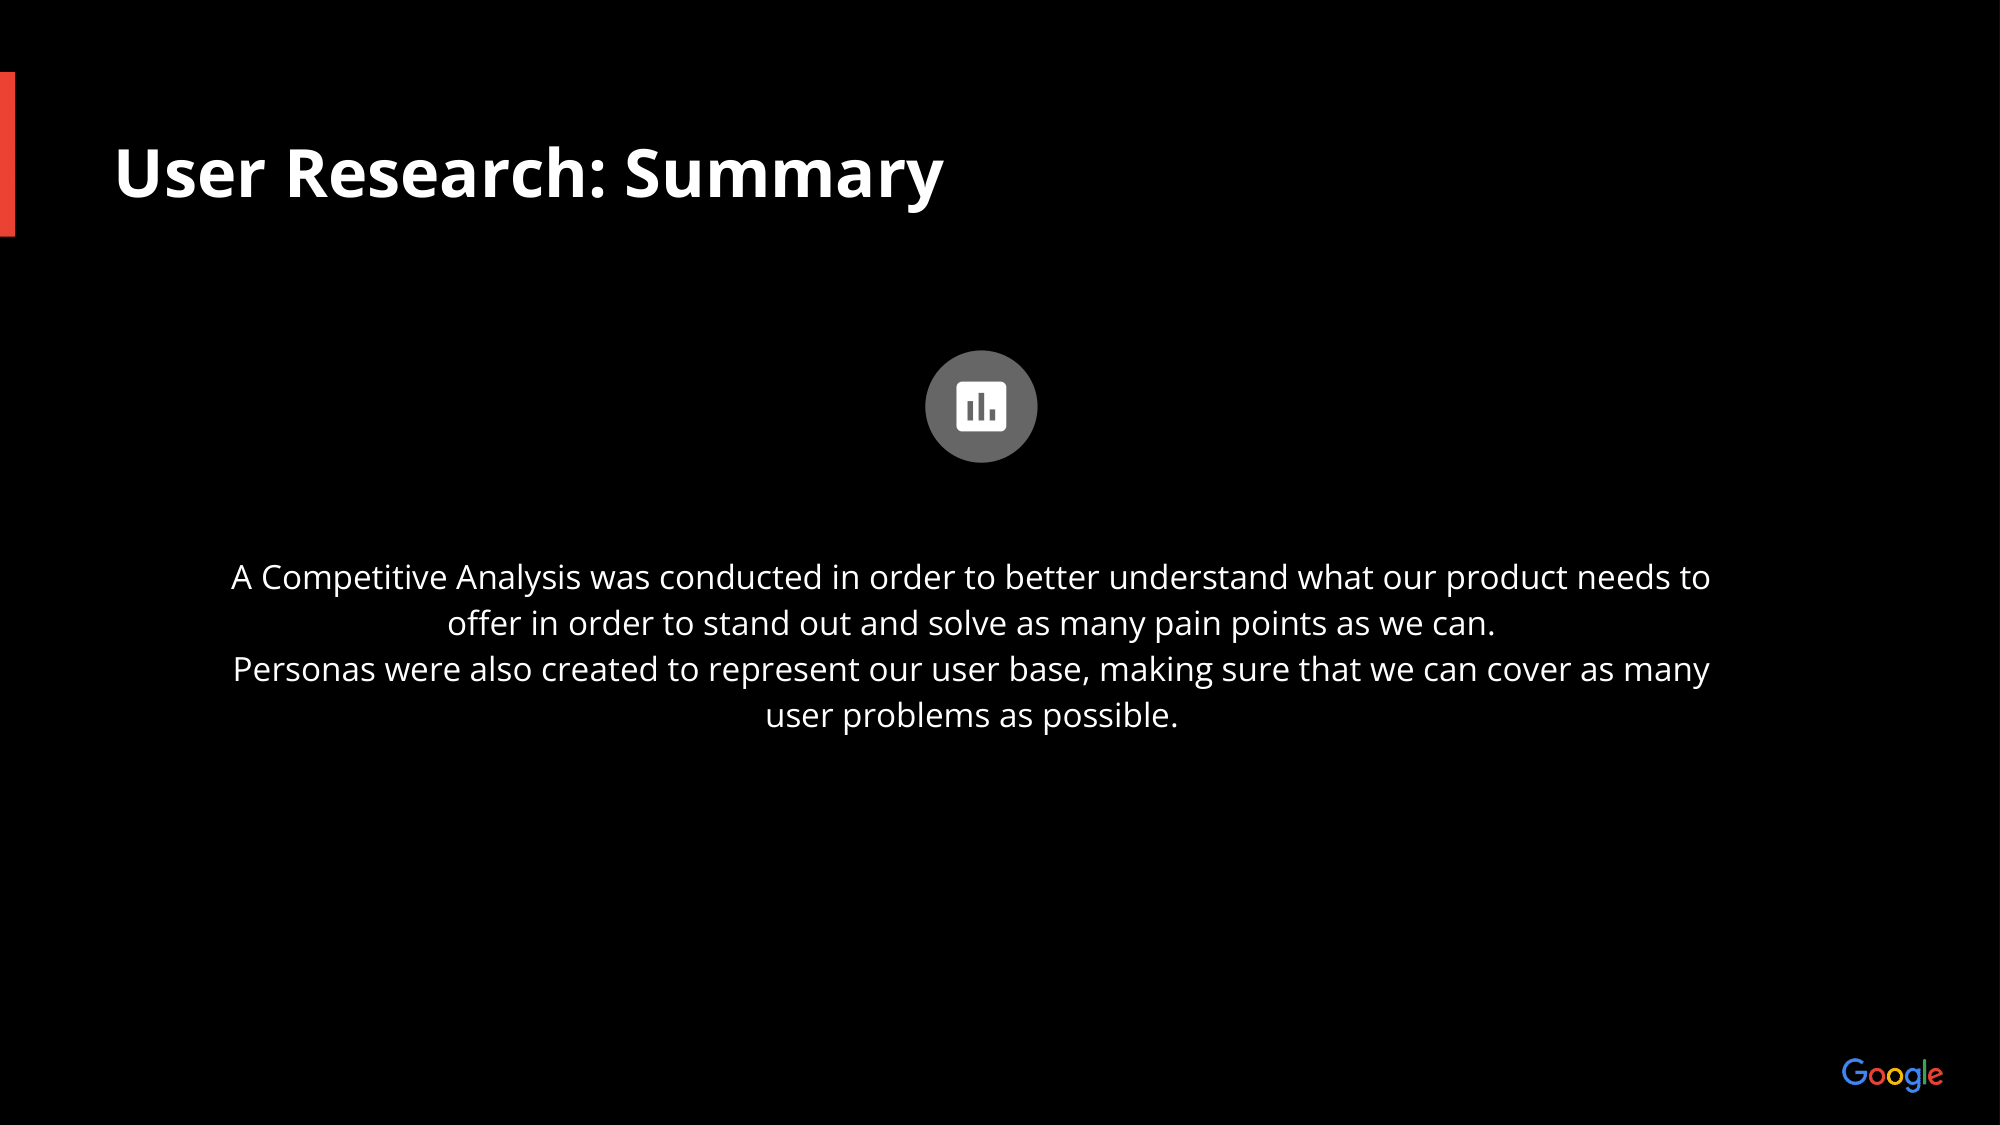 User Research: Summary
A Competitive Analysis was conducted in order to better understand what our product needs to
offer in order to stand out and solve as many pain points as we can.
Personas were also created to represent our user base, making sure that we can cover as many
user problems as possible.
Google